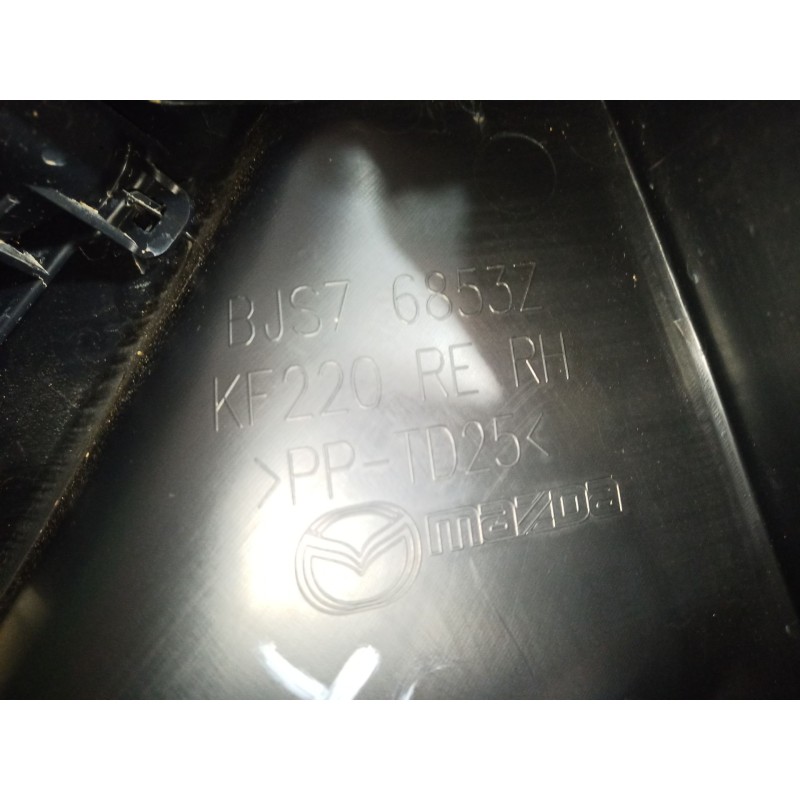 BJS7 6853Z
KF220 RE RH
>PP-TD25<
mazda